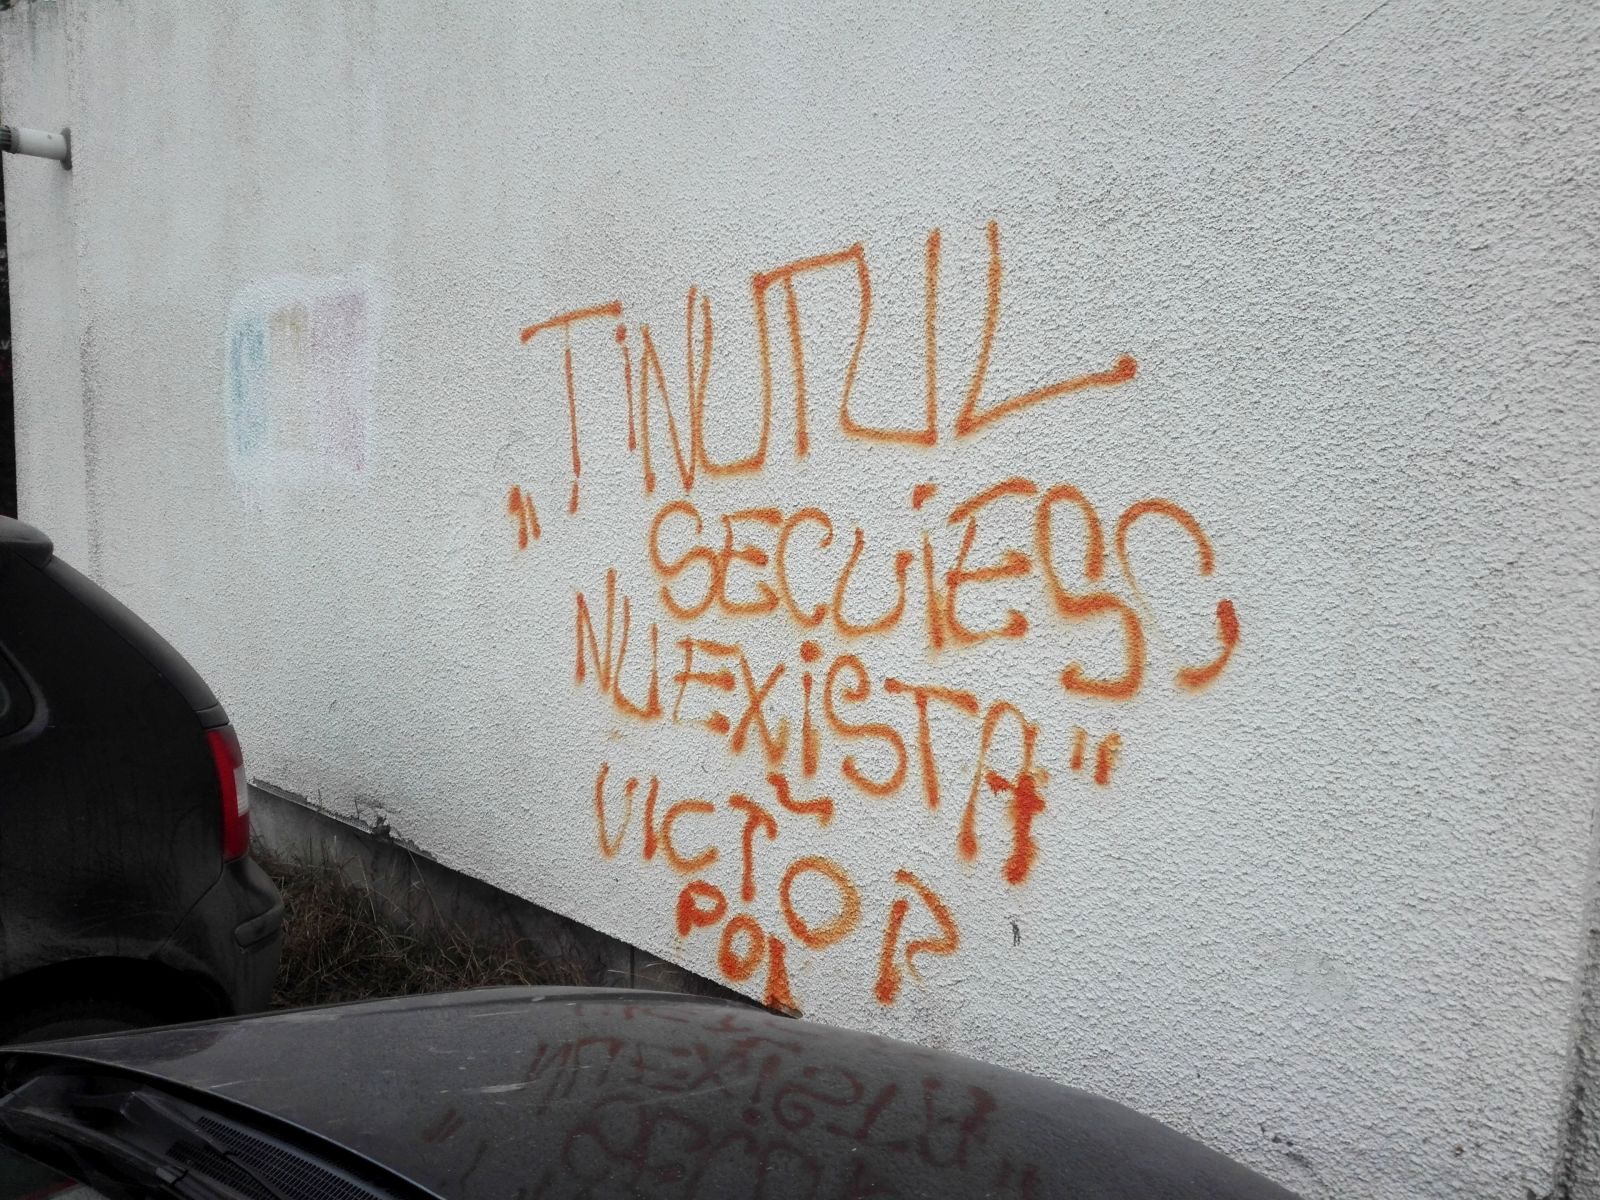 „ȚINUTUL
SECUIESC
NU EXISTA"
VICTOR